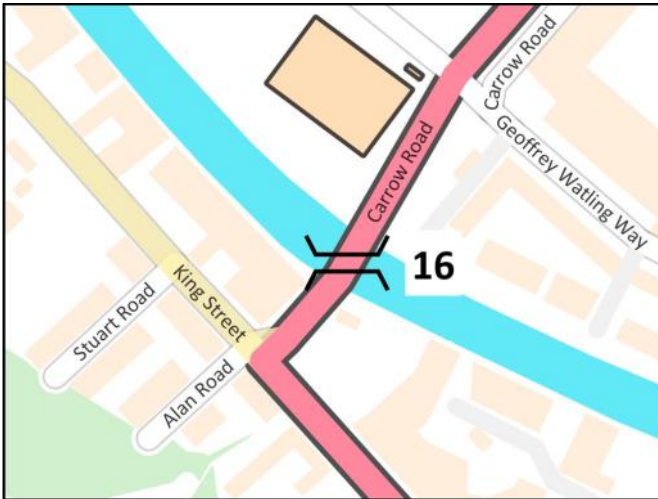 Carrow Road
Geoffrey Watling Way
Carrow Road
16
King Street
Stuart Road
Alan Road